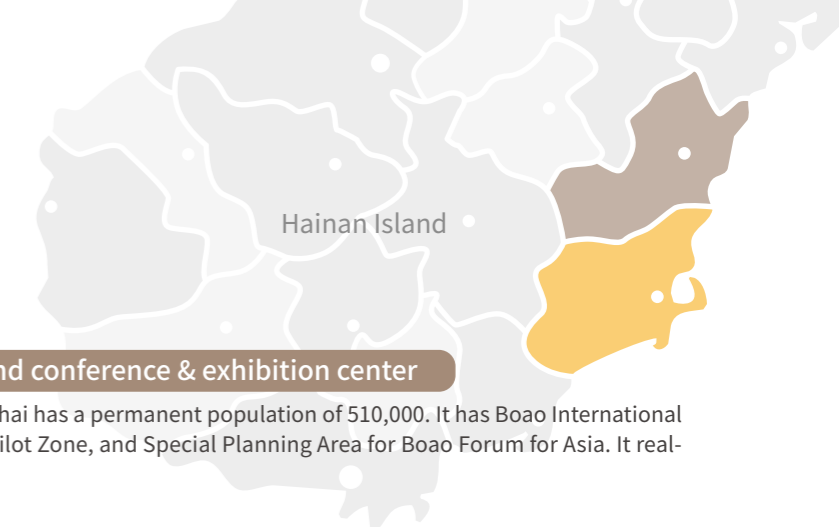 Hainan Island
nd conference & exhibition center
hai has a permanent population of 510,000. It has Boao International
ilot Zone, and Special Planning Area for Boao Forum for Asia. It real-